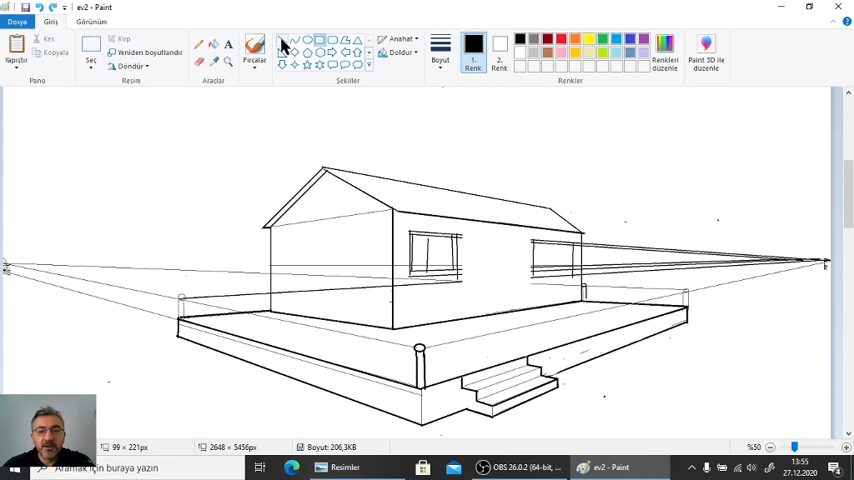 ev2 - Paint
Dosya Giriş Görünüm
Yapıştır
Kes
Kopyala
Pano
Seç
Kırp
Yeniden boyutlandır
Döndür
Resim
A
Araçlar
Fırçalar
Anahat
Doldur
Şekiller
Boyut
1.
Renk
2.
Renk
Renkleri
düzenle
Renkler
Paint 3D ile
düzenle
99 × 221px
2648 × 5456px
Boyut: 206,3KB
%50
Aramak için buraya yazın
Resimler
OBS 26.0.2 (64-bit, ...
ev2 - Paint
13:55
27.12.2020
4